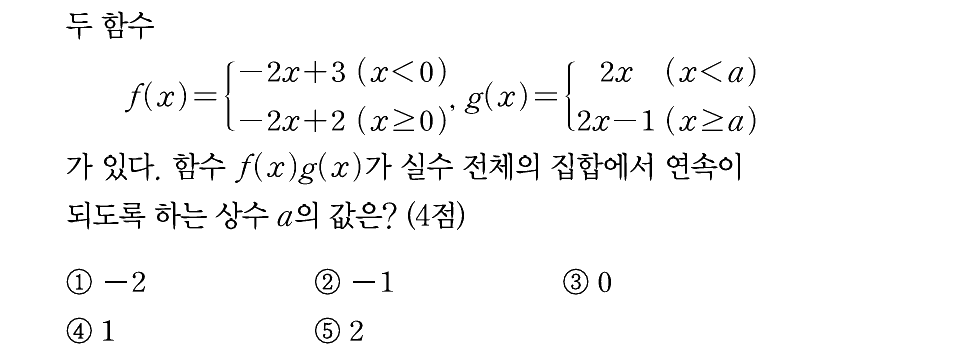 두 함수
f(x)={-2x+3 (x<0) -2x+2 (x≥0), g(x)={2x (x<a) 2x-1 (x≥a)
가 있다. 함수 f(x)g(x)가 실수 전체의 집합에서 연속이
되도록 하는 상수 a의 값은? (4점)
① -2 ② -1 ③ 0
④ 1 ⑤ 2